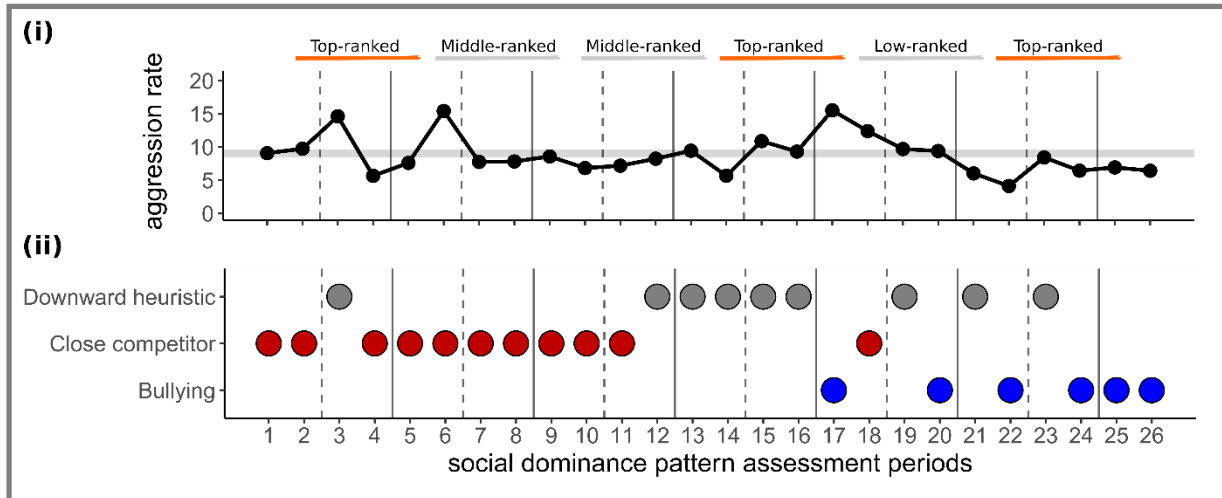 (i)
Top-ranked Middle-ranked Middle-ranked Top-ranked Low-ranked Top-ranked
aggression rate
20
15
10
5
0
(ii)
Downward heuristic
Close competitor
Bullying
1 2 3 4 5 6 7 8 9 10 11 12 13 14 15 16 17 18 19 20 21 22 23 24 25 26
social dominance pattern assessment periods